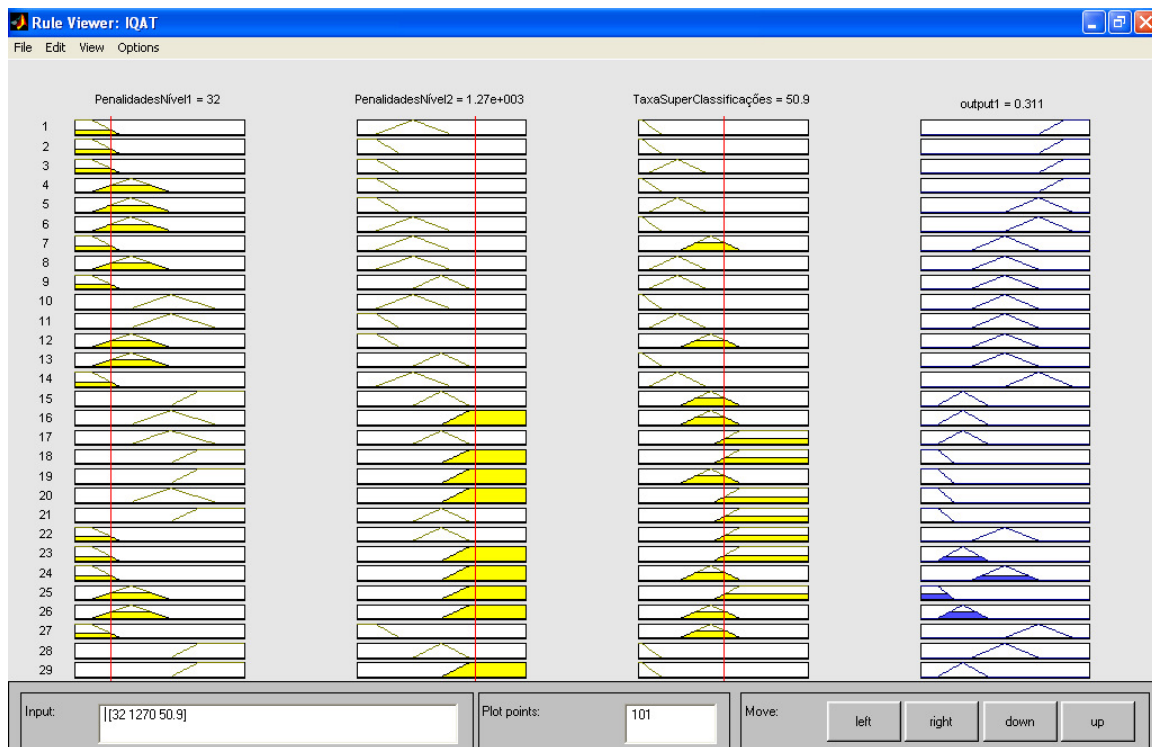 Rule Viewer: IQAT
File Edit View Options
PenalidadesNível1 = 32
PenalidadesNível2 = 1.27e+003
TaxaSuperClassificações = 50.9
output1 = 0.311
1
2
3
4
5
6
7
8
9
10
11
12
13
14
15
16
17
18
19
20
21
22
23
24
25
26
27
28
29
Input:
[32 1270 50.9]
Plot points:
101
Move:
left
right
down
up